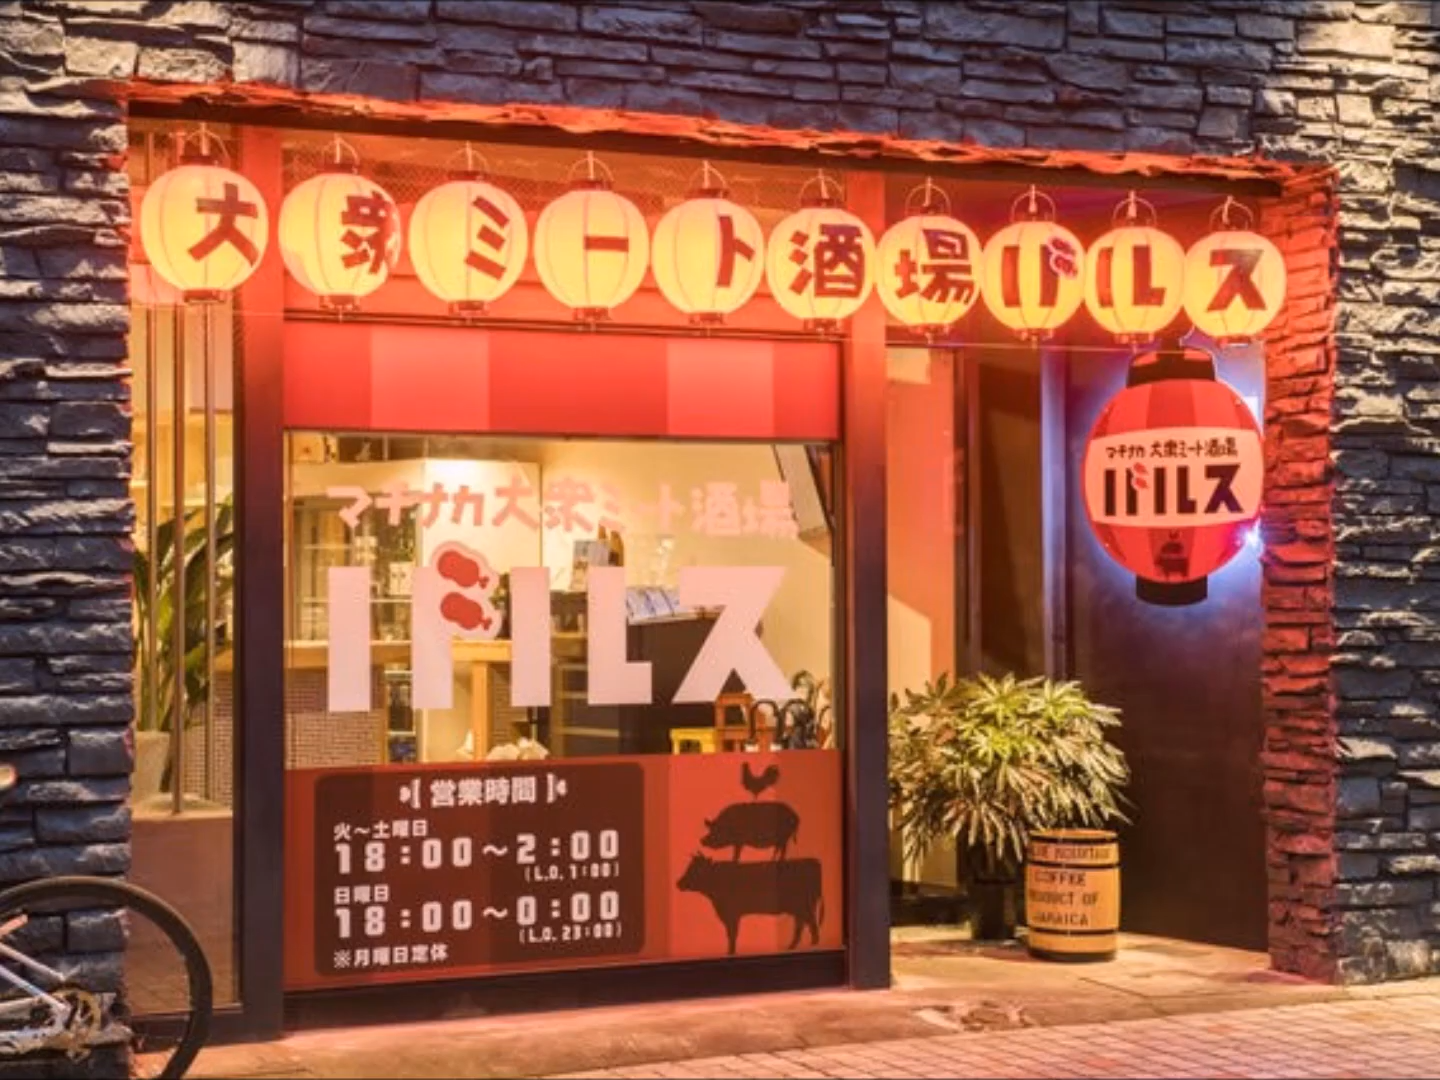 大衆ミート酒場バルス
マチナカ 大衆ミート酒場
バルス
マチナカ大衆ミート酒場
バルス
[営業時間]
火～土曜日
18:00～2:00
(L.O. 1:00)
日曜日
18:00～0:00
(L.O. 23:00)
※月曜日定休
MOUNTAIN
COFFEE
PRODUCT OF
JAMAICA